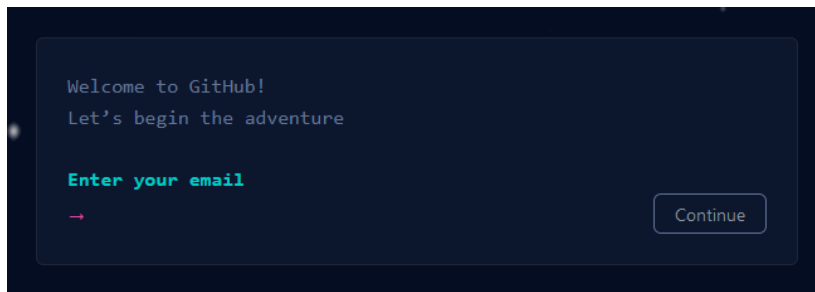 Welcome to GitHub!
Let’s begin the adventure
Enter your email
→
Continue